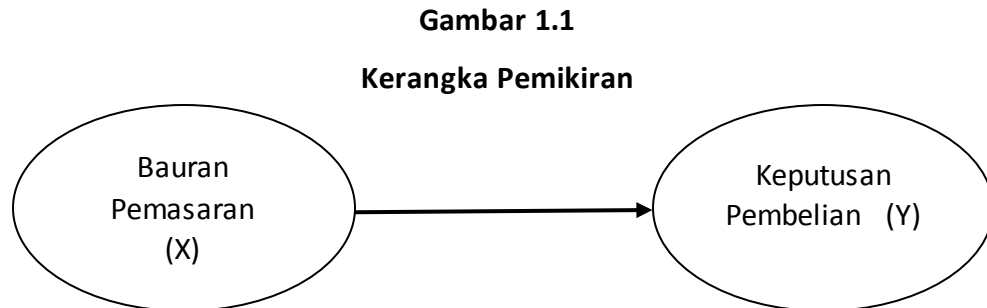 Gambar 1.1
Kerangka Pemikiran
Bauran
Pemasaran
(X)
Keputusan
Pembelian (Y)